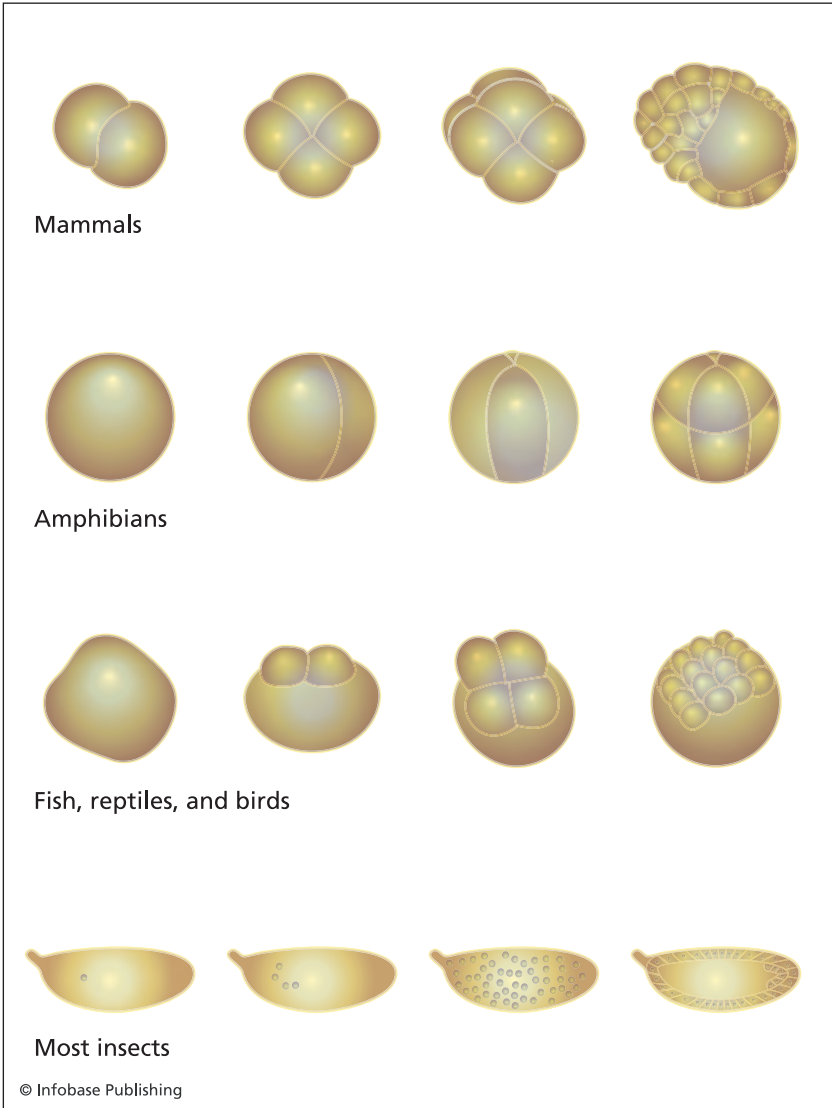 Mammals
Amphibians
Fish, reptiles, and birds
Most insects
© Infobase Publishing